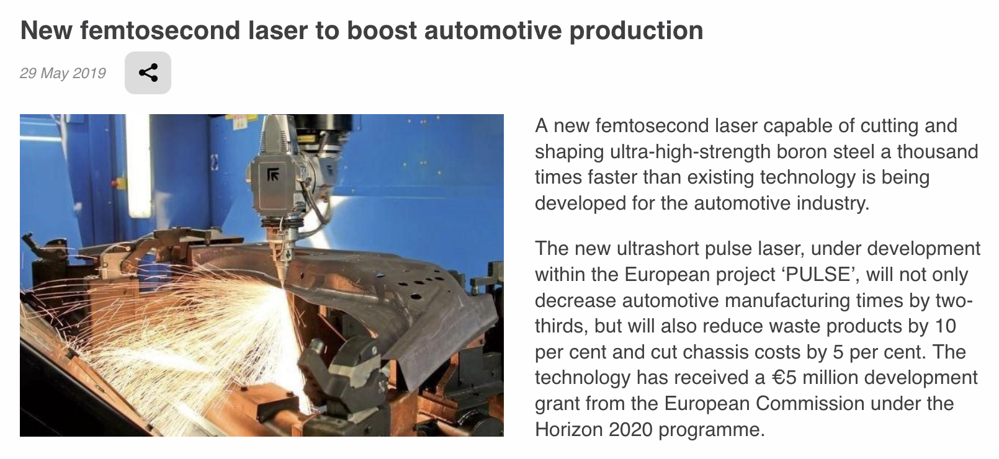 New femtosecond laser to boost automotive production
29 May 2019
A new femtosecond laser capable of cutting and
shaping ultra-high-strength boron steel a thousand
times faster than existing technology is being
developed for the automotive industry.
The new ultrashort pulse laser, under development
within the European project ‘PULSE’, will not only
decrease automotive manufacturing times by two-
thirds, but will also reduce waste products by 10
per cent and cut chassis costs by 5 per cent. The
technology has received a €5 million development
grant from the European Commission under the
Horizon 2020 programme.